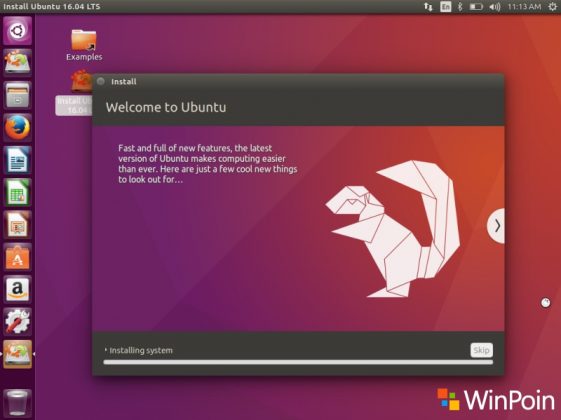 Install Ubuntu 16.04 LTS
En
11:13 AM
Examples
Install Ub
16.04 L
Install
Welcome to Ubuntu
Fast and full of new features, the latest
version of Ubuntu makes computing easier
than ever. Here are just a few cool new things
to look out for...
Installing system
Skip
WinPoin